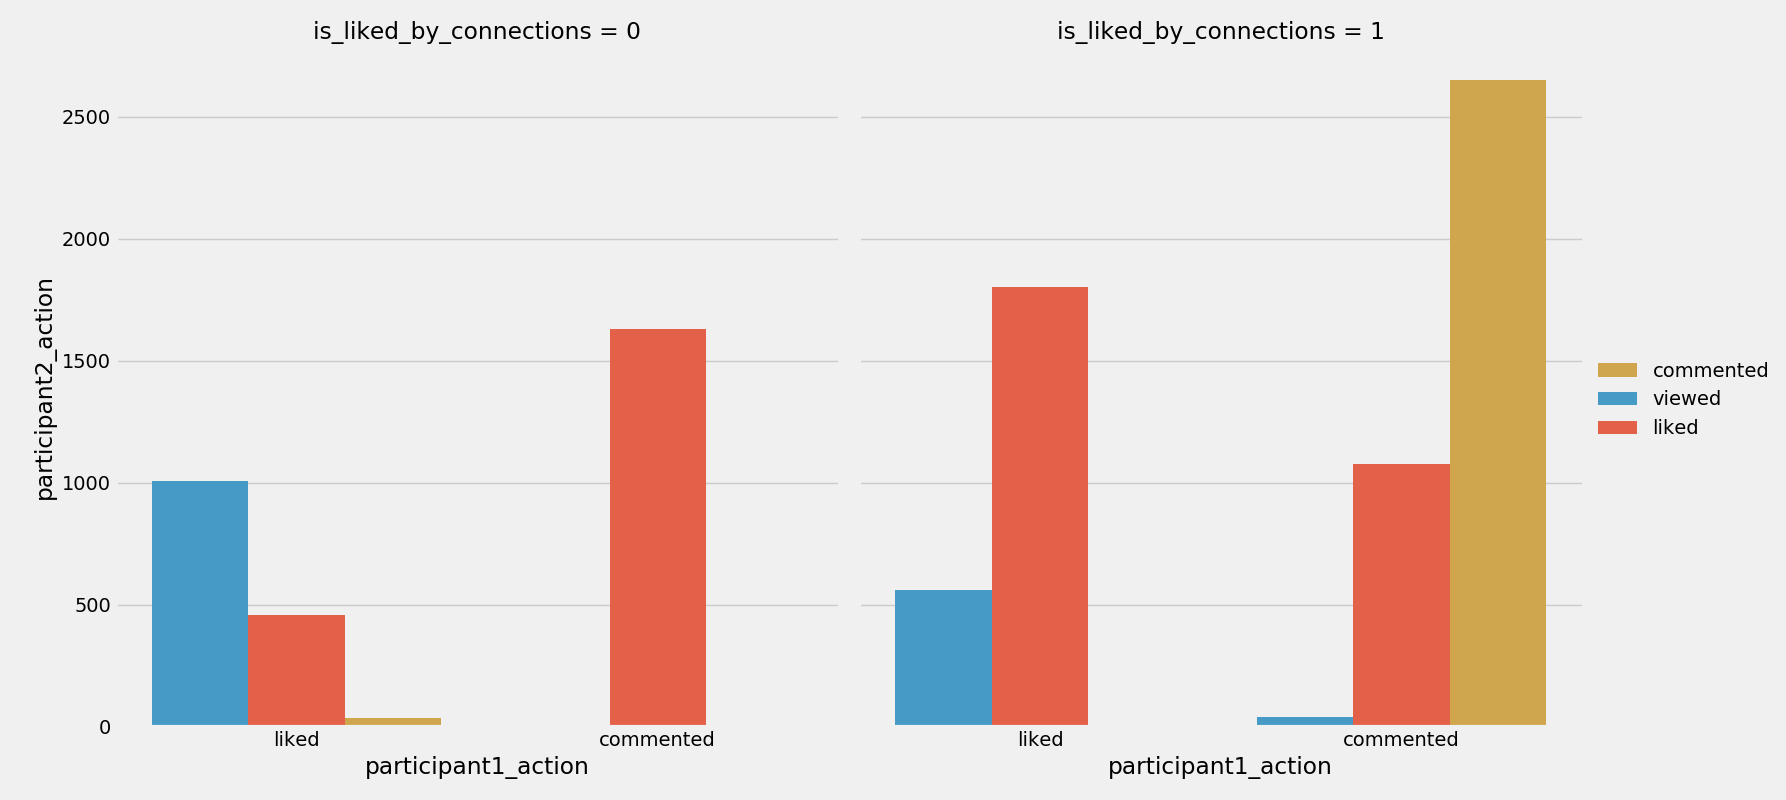 is_liked_by_connections = 0
is_liked_by_connections = 1
participant2_action
2500
2000
1500
1000
500
0
liked
commented
participant1_action
liked
commented
participant1_action
commented
viewed
liked